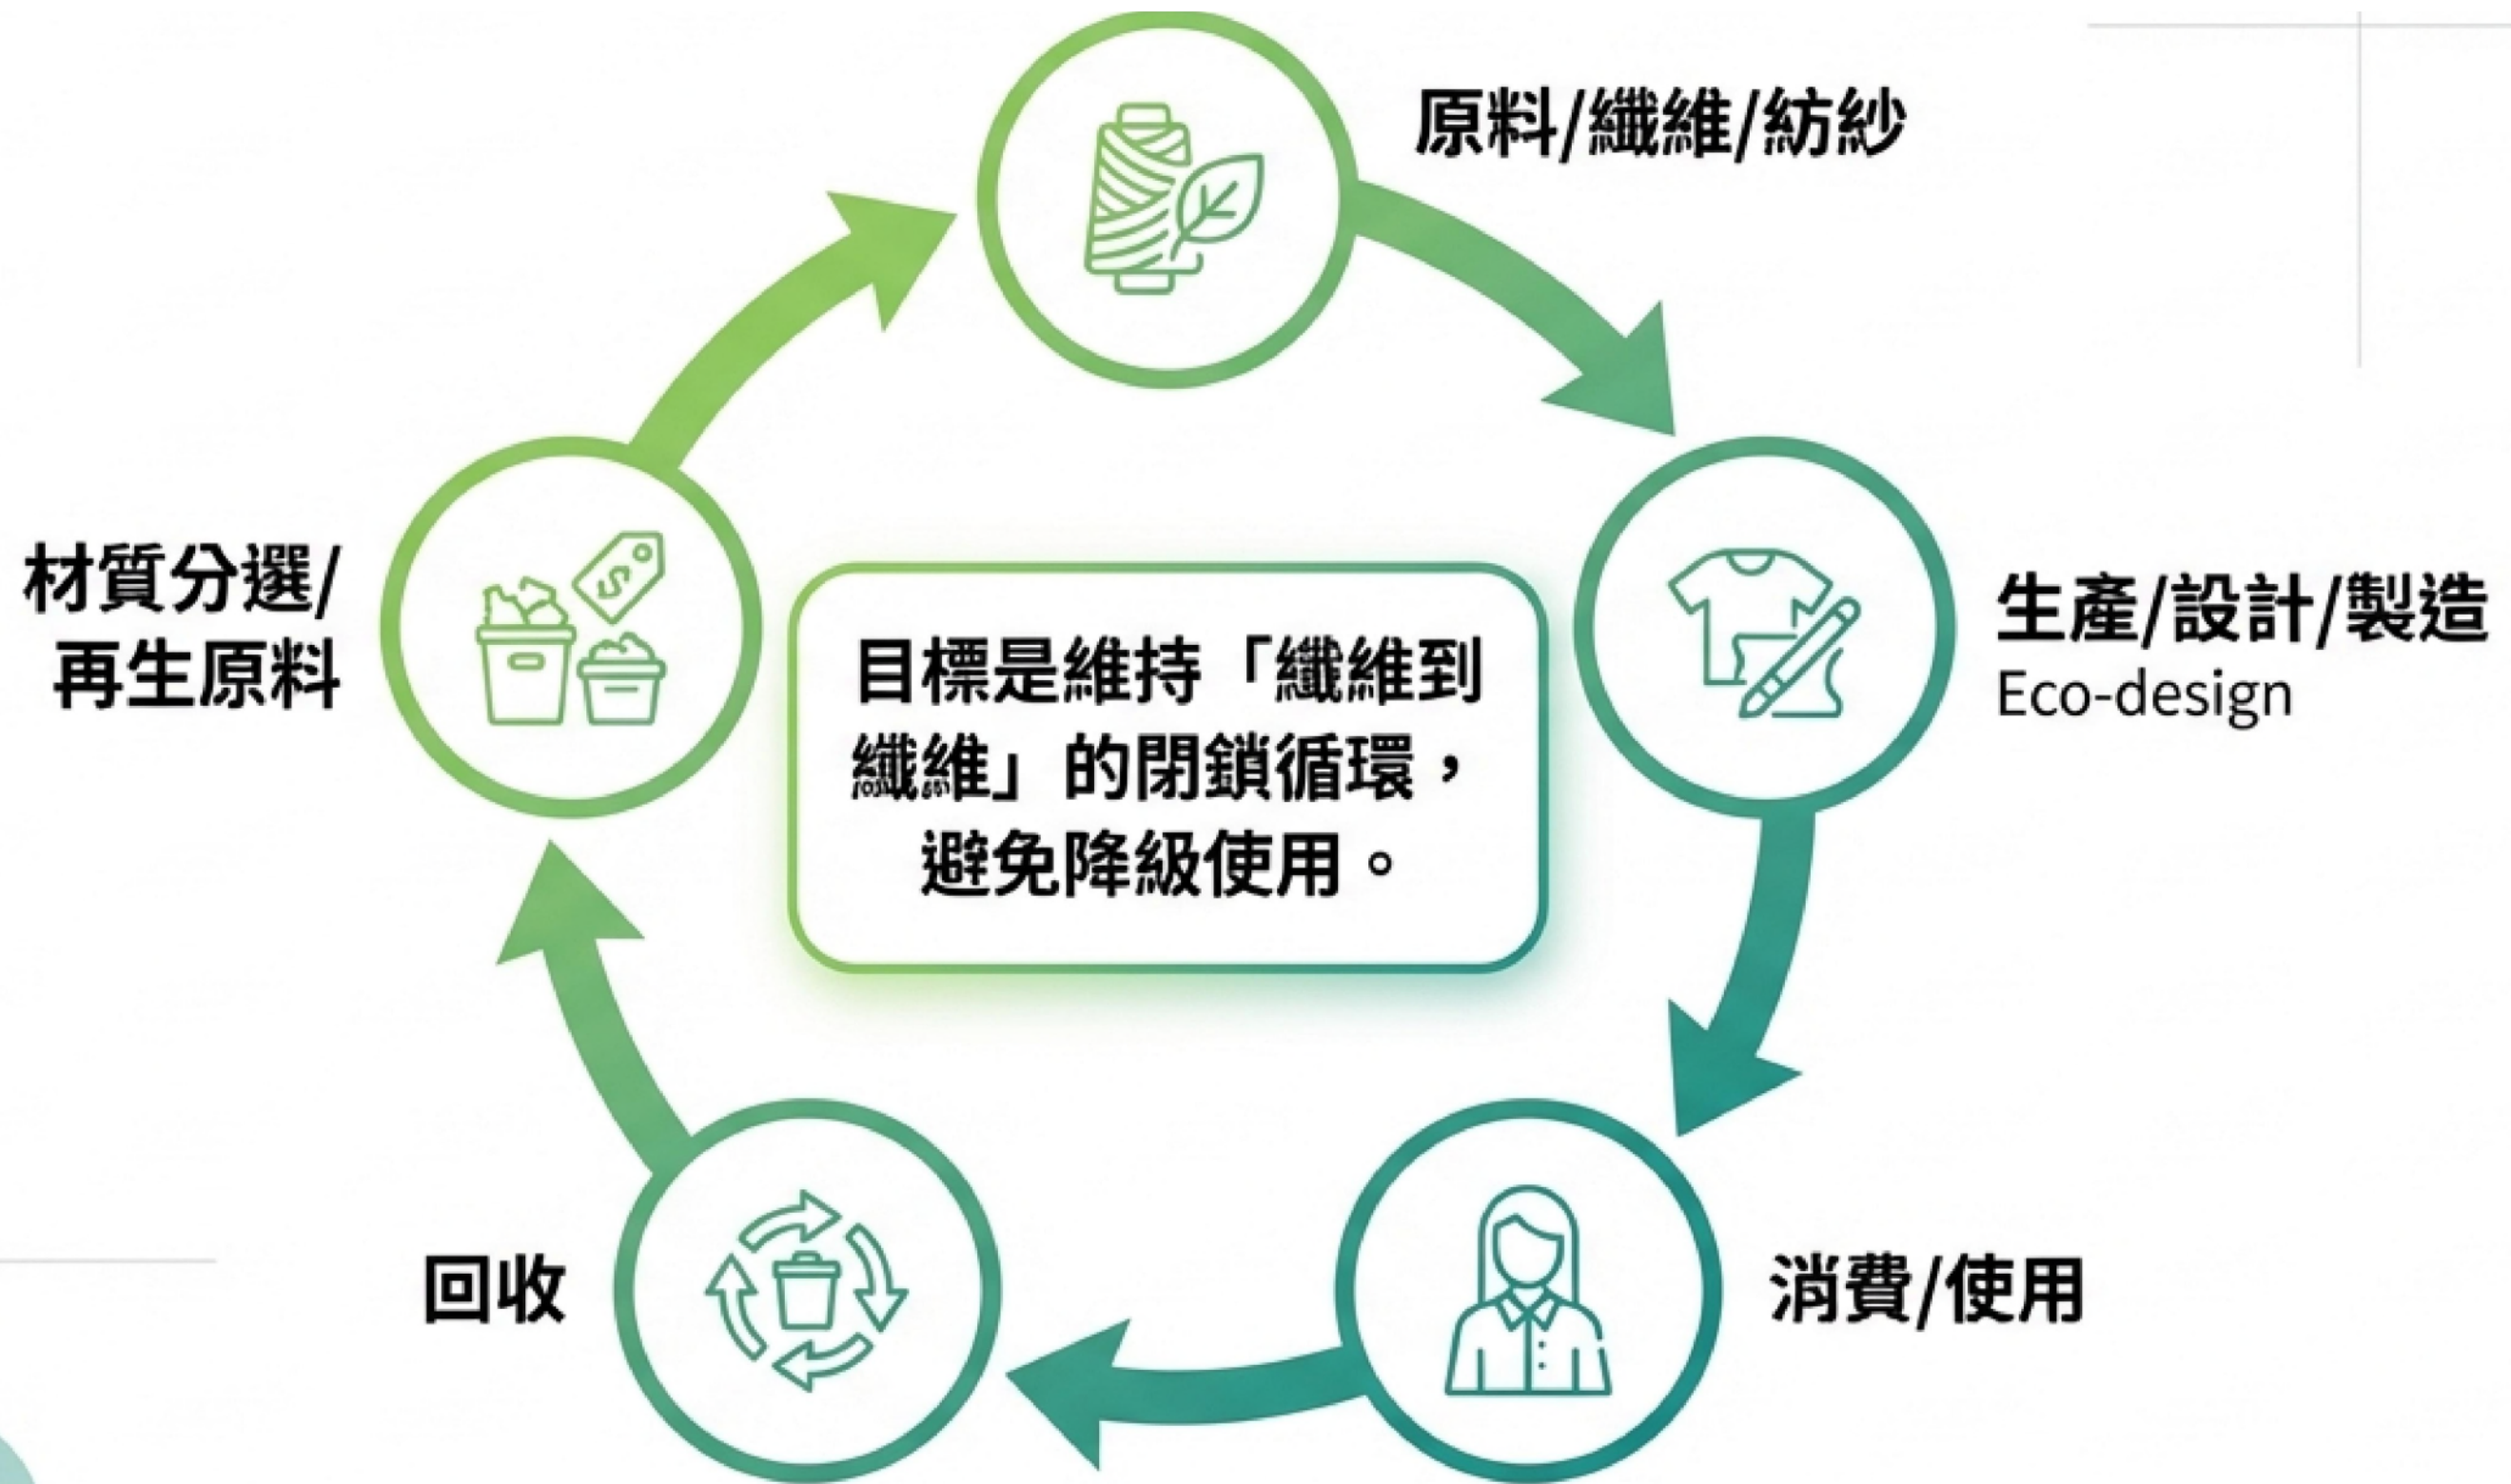 原料/纖維/紡紗
生產/設計/製造
Eco-design
消費/使用
回收
材質分選/
再生原料
目標是維持「纖維到
纖維」的閉鎖循環，
避免降級使用。